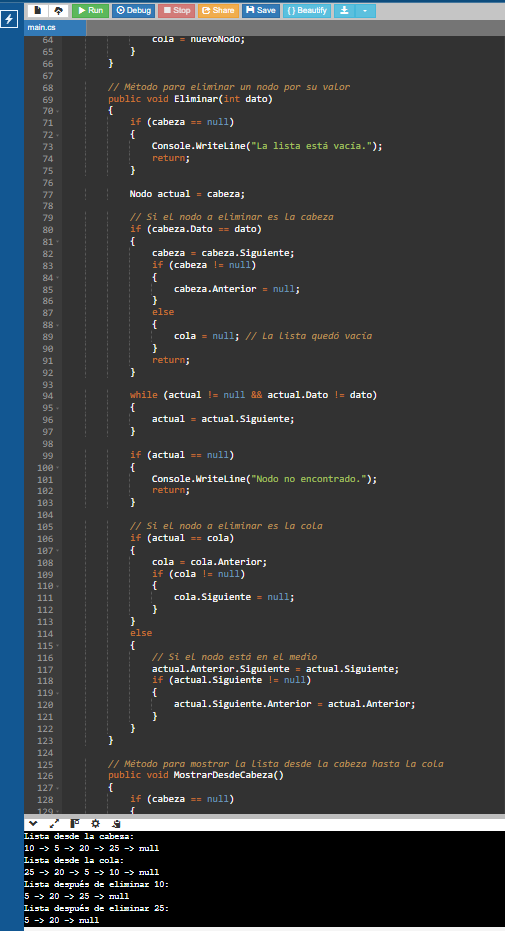 Run Debug Stop Share Save { } Beautify
main.cs
64 cola = nuevoNodo;
65 }
66 }
67
68 // Método para eliminar un nodo por su valor
69 public void Eliminar(int dato)
70 {
71 if (cabeza == null)
72 {
73 Console.WriteLine("La lista está vacía.");
74 return;
75 }
76
77 Nodo actual = cabeza;
78
79 // Si el nodo a eliminar es la cabeza
80 if (cabeza.Dato == dato)
81 {
82 cabeza = cabeza.Siguiente;
83 if (cabeza != null)
84 {
85 cabeza.Anterior = null;
86 }
87 else
88 {
89 cola = null; // La lista quedó vacía
90 }
91 return;
92 }
93
94 while (actual != null && actual.Dato != dato)
95 {
96 actual = actual.Siguiente;
97 }
98
99 if (actual == null)
100 {
101 Console.WriteLine("Nodo no encontrado.");
102 return;
103 }
104
105 // Si el nodo a eliminar es la cola
106 if (actual == cola)
107 {
108 cola = cola.Anterior;
109 if (cola != null)
110 {
111 cola.Siguiente = null;
112 }
113 }
114 else
115 {
116 // Si el nodo está en el medio
117 actual.Anterior.Siguiente = actual.Siguiente;
118 if (actual.Siguiente != null)
119 {
120 actual.Siguiente.Anterior = actual.Anterior;
121 }
122 }
123 }
124
125 // Método para mostrar la lista desde la cabeza hasta la cola
126 public void MostrarDesdeCabeza()
127 {
128 if (cabeza == null)
129 {
Lista desde la cabeza:
10 -> 5 -> 20 -> 25 -> null
Lista desde la cola:
25 -> 20 -> 5 -> 10 -> null
Lista después de eliminar 10:
5 -> 20 -> 25 -> null
Lista después de eliminar 25:
5 -> 20 -> null